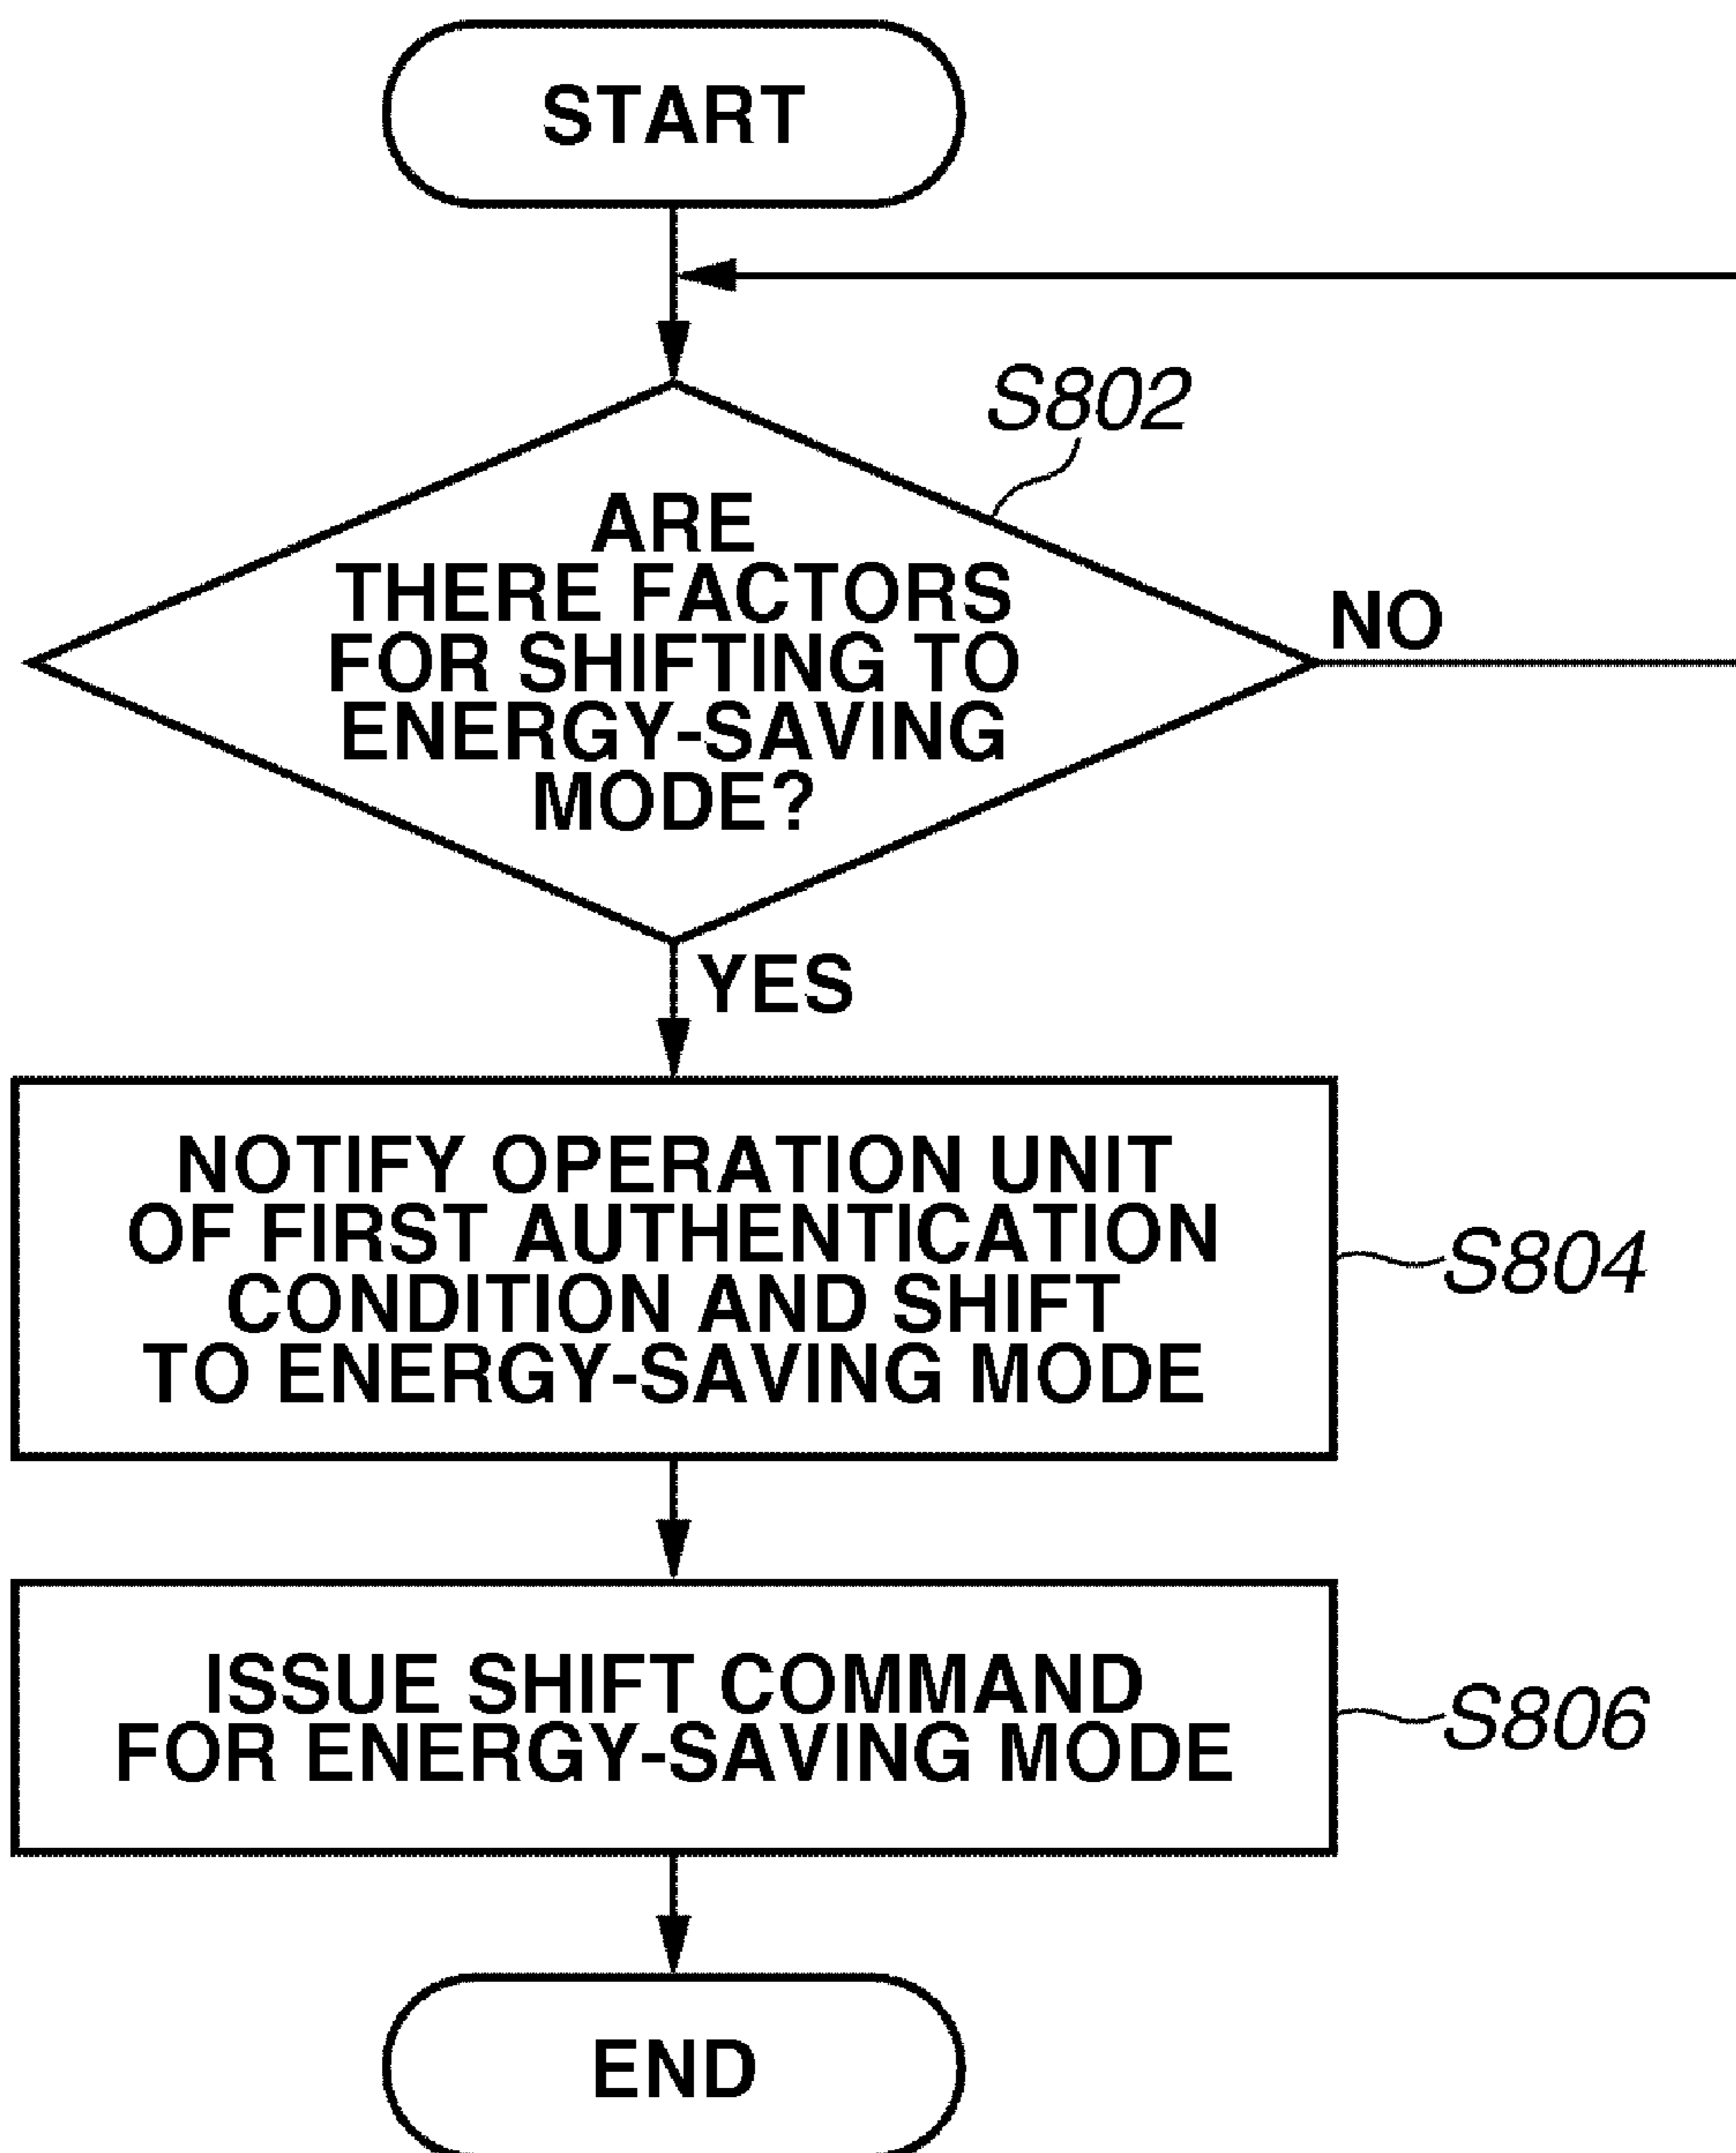 START
S802
ARE
THERE FACTORS
FOR SHIFTING TO
ENERGY-SAVING
MODE?
NO
YES
NOTIFY OPERATION UNIT
OF FIRST AUTHENTICATION
CONDITION AND SHIFT
TO ENERGY-SAVING MODE
S804
ISSUE SHIFT COMMAND
FOR ENERGY-SAVING MODE
S806
END